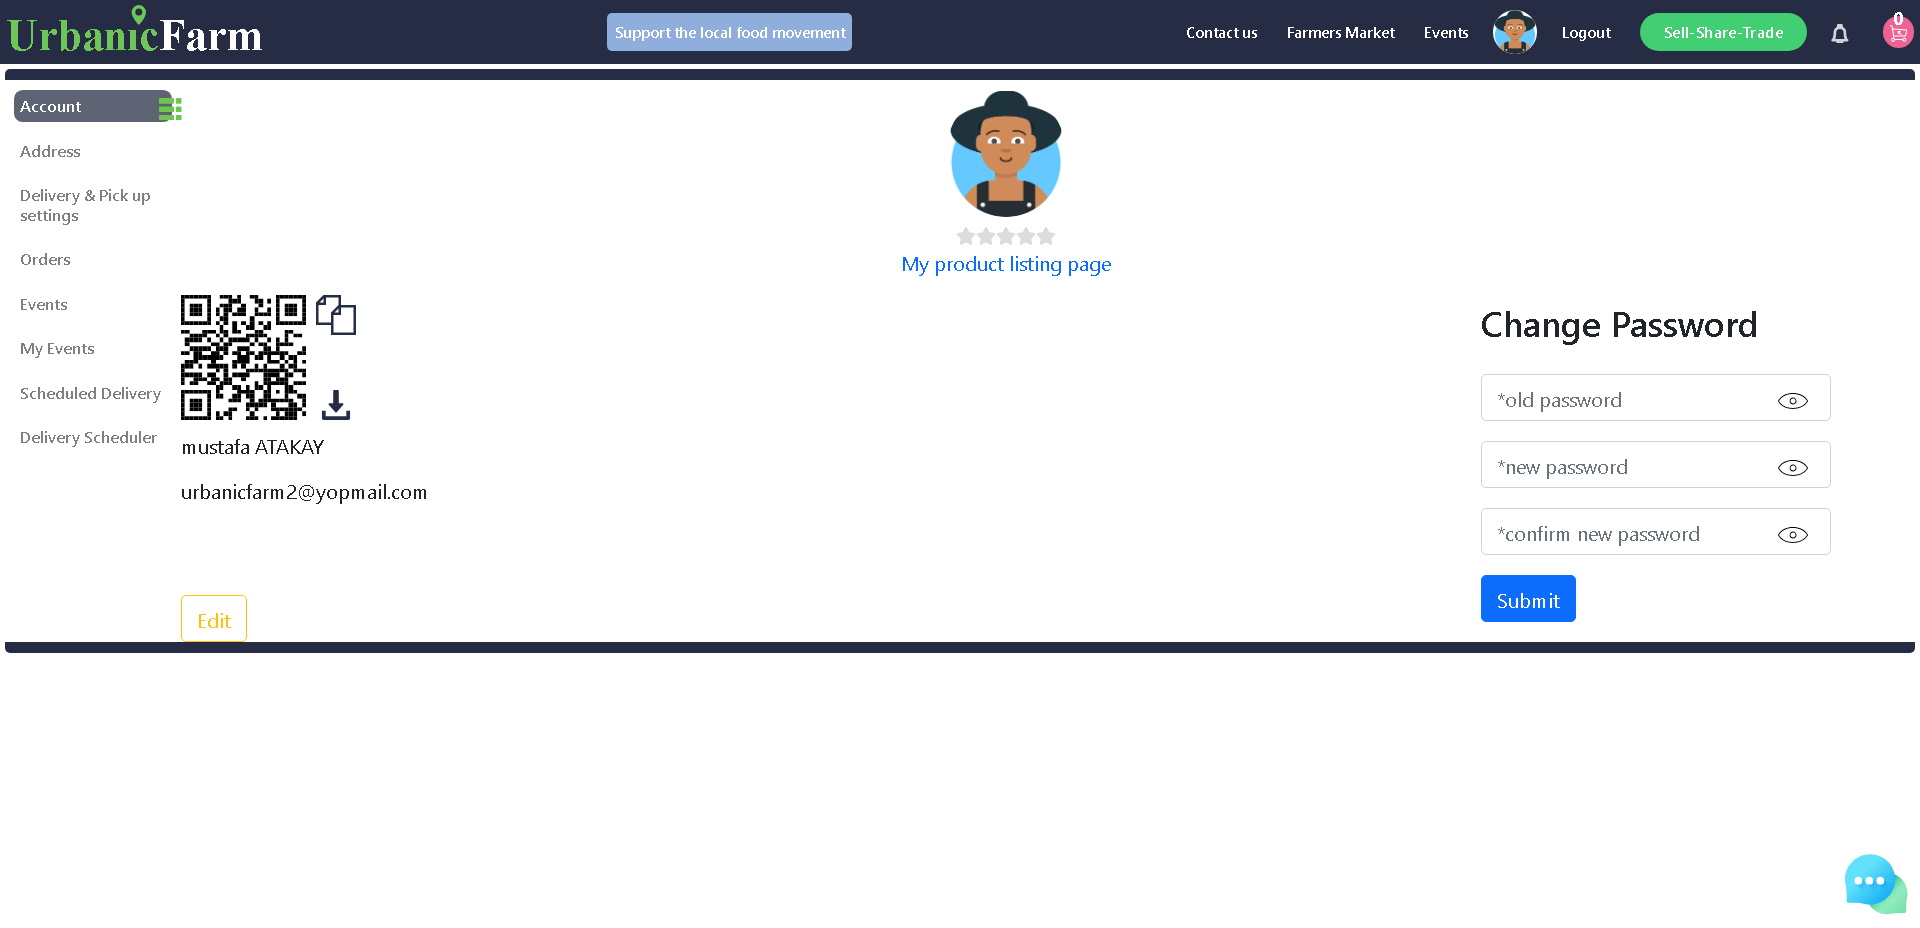 UrbanicFarm
Support the local food movement
Contact us
Farmers Market
Events
Logout
Sell-Share-Trade
0
Account
Address
Delivery & Pick up
settings
Orders
Events
My Events
Scheduled Delivery
Delivery Scheduler
My product listing page
mustafa ATAKAY
urbanicfarm2@yopmail.com
Edit
Change Password
*old password
*new password
*confirm new password
Submit